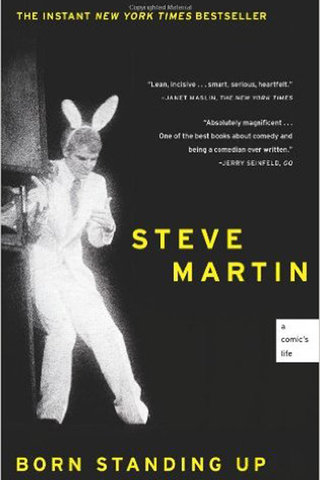 Copyrighted Material
THE INSTANT NEW YORK TIMES BESTSELLER
"Lean, incisive . . . smart, serious, heartfelt."
–JANET MASLIN, THE NEW YORK TIMES
"Absolutely magnificent . . .
One of the best books about comedy and
being a comedian ever written."
–JERRY SEINFELD, GQ
STEVE
MARTIN
a
comic's
life
BORN STANDING UP